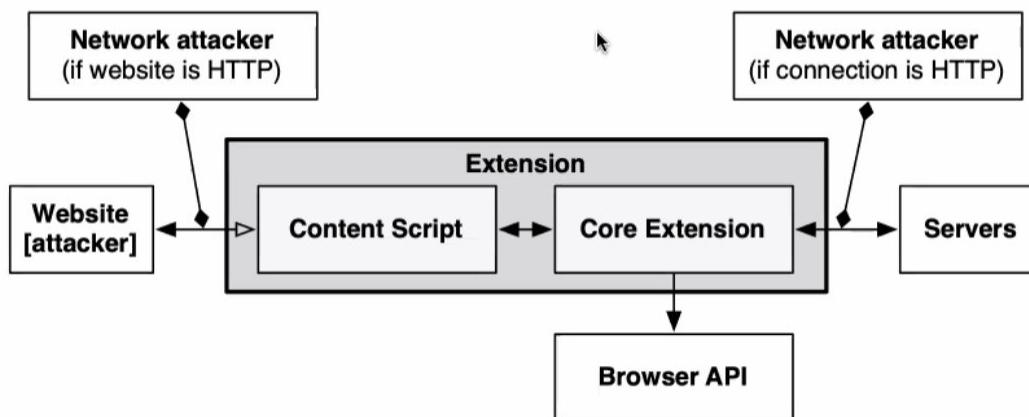 Network attacker
(if website is HTTP)
Network attacker
(if connection is HTTP)
Extension
Website
[attacker]
Content Script
Core Extension
Servers
Browser API